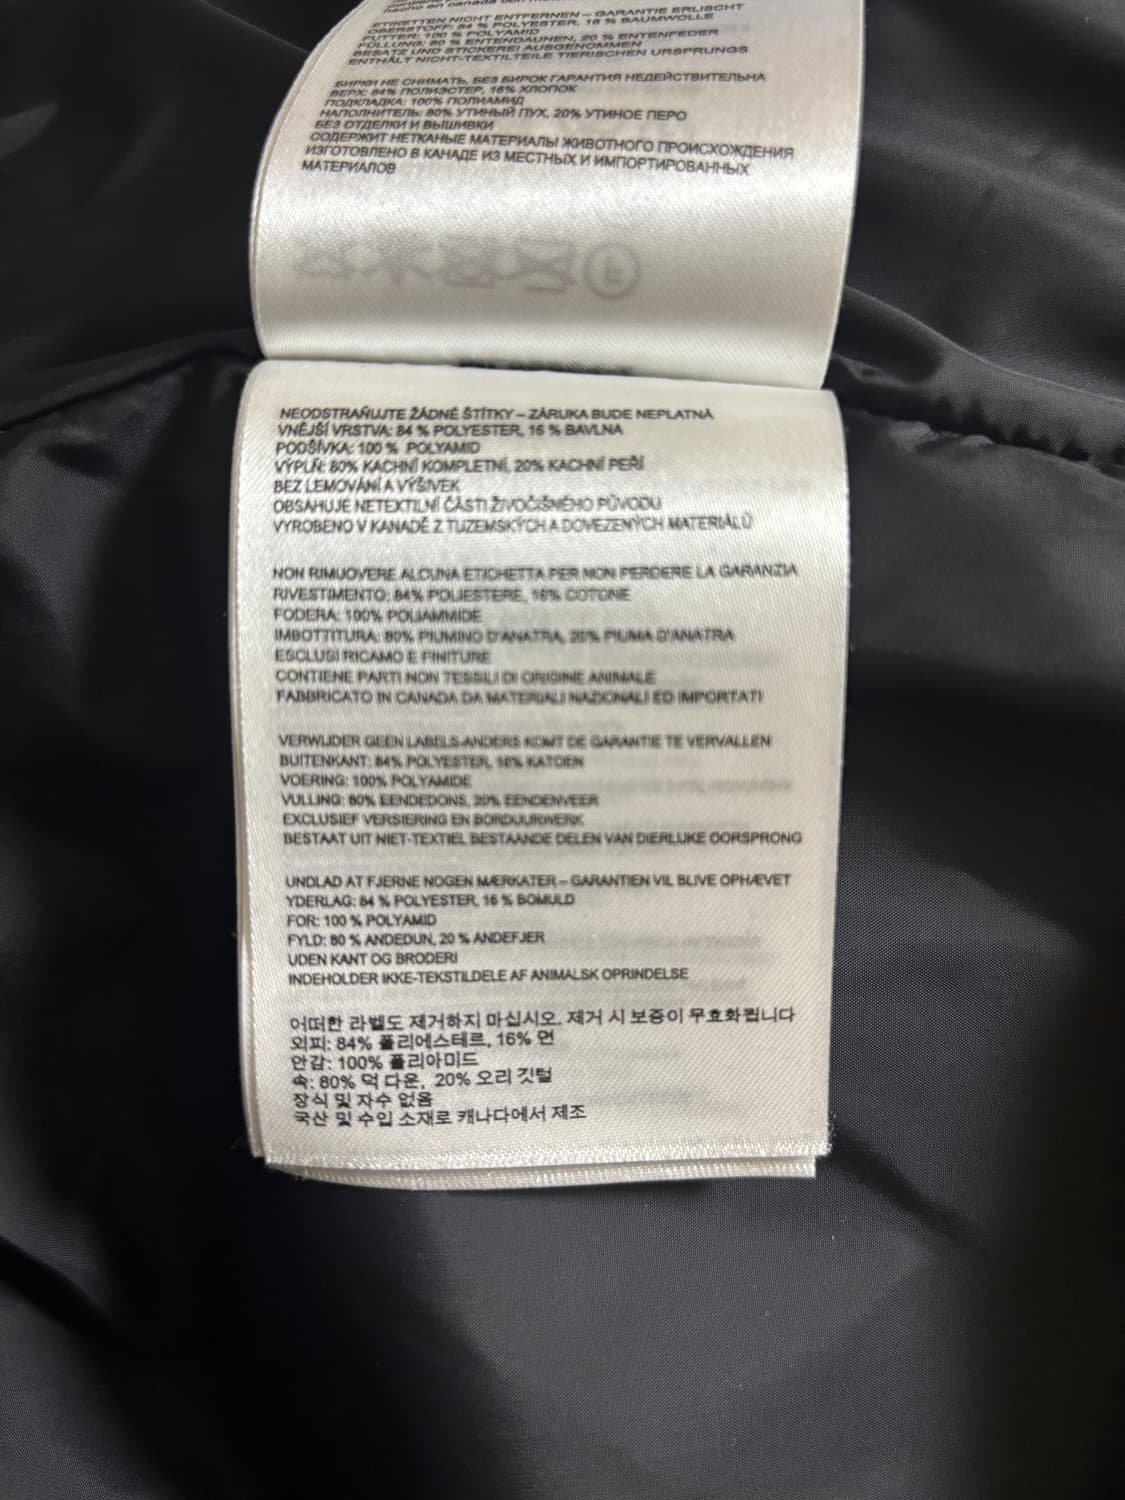 hecho en canada con
ETIKETTEN NICHT ENTFERNEN – GARANTIE ERLISCHT
OBERSTOFF: 84 % POLYESTER, 16 % BAUMWOLLE
FUTTER: 100 % POLYAMID
FÜLLUNG: 80 % ENTENDAUNEN, 20 % ENTENFEDER
BESATZ UND STICKEREI AUSGENOMMEN
ENTHÄLT NICHT-TEXTILTEILE TIERISCHEN URSPRUNGS
БИРКИ НЕ СНИМАТЬ, БЕЗ БИРОК ГАРАНТИЯ НЕДЕЙСТВИТЕЛЬНА
ВЕРХ: 84% ПОЛИЭСТЕР, 16% ХЛОПОК
ПОДКЛАДКА: 100% ПОЛИАМИД
НАПОЛНИТЕЛЬ: 80% УТИНЫЙ ПУХ, 20% УТИНОЕ ПЕРО
БЕЗ ОТДЕЛКИ И ВЫШИВКИ
СОДЕРЖИТ НЕТКАНЫЕ МАТЕРИАЛЫ ЖИВОТНОГО ПРОИСХОЖДЕНИЯ
ИЗГОТОВЛЕНО В КАНАДЕ ИЗ МЕСТНЫХ И ИМПОРТИРОВАННЫХ
МАТЕРИАЛОВ
NEODSTRAŇUJTE ŽÁDNÉ ŠTÍTKY – ZÁRUKA BUDE NEPLATNÁ
VNĚJŠÍ VRSTVA: 84 % POLYESTER, 16 % BAVLNA
PODŠÍVKA: 100 % POLYAMID
VÝPLŇ: 80% KACHNÍ KOMPLETNÍ, 20% KACHNÍ PEŘÍ
BEZ LEMOVÁNÍ A VÝŠIVEK
OBSAHUJE NETEXTILNÍ ČÁSTI ŽIVOČIŠNÉHO PŮVODU
VYROBENO V KANADĚ Z TUZEMSKÝCH A DOVEZENÝCH MATERIÁLŮ
NON RIMUOVERE ALCUNA ETICHETTA PER NON PERDERE LA GARANZIA
RIVESTIMENTO: 84% POLIESTERE, 16% COTONE
FODERA: 100% POLIAMMIDE
IMBOTTITURA: 80% PIUMINO D'ANATRA, 20% PIUMA D'ANATRA
ESCLUSI RICAMO E FINITURE
CONTIENE PARTI NON TESSILI DI ORIGINE ANIMALE
FABBRICATO IN CANADA DA MATERIALI NAZIONALI ED IMPORTATI
VERWIJDER GEEN LABELS-ANDERS KOMT DE GARANTIE TE VERVALLEN
BUITENKANT: 84% POLYESTER, 16% KATOEN
VOERING: 100% POLYAMIDE
VULLING: 80% EENDEDONS, 20% EENDENVEER
EXCLUSIEF VERSIERING EN BORDUURWERK
BESTAAT UIT NIET-TEXTIEL BESTAANDE DELEN VAN DIERLIJKE OORSPRONG
UNDLAD AT FJERNE NOGEN MÆRKATER – GARANTIEN VIL BLIVE OPHÆVET
YDERLAG: 84 % POLYESTER, 16 % BOMULD
FOR: 100 % POLYAMID
FYLD: 80 % ANDEDUN, 20 % ANDEFJER
UDEN KANT OG BRODERI
INDEHOLDER IKKE-TEKSTILDELE AF ANIMALSK OPRINDELSE
어떠한 라벨도 제거하지 마십시오. 제거 시 보증이 무효화됩니다
외피: 84% 폴리에스테르, 16% 면
안감: 100% 폴리아미드
속: 80% 덕 다운, 20% 오리 깃털
장식 및 자수 없음
국산 및 수입 소재로 캐나다에서 제조